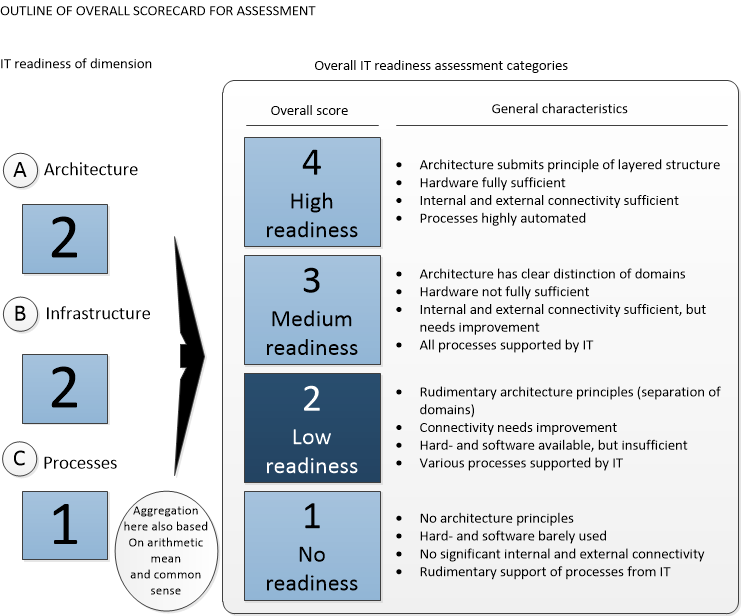 OUTLINE OF OVERALL SCORECARD FOR ASSESSMENT
IT readiness of dimension
Overall IT readiness assessment categories
Overall score
General characteristics
A
Architecture
2
B
Infrastructure
2
C
Processes
1
Aggregation
here also based
On arithmetic
mean
and common
sense
4
High
readiness
• Architecture submits principle of layered structure
• Hardware fully sufficient
• Internal and external connectivity sufficient
• Processes highly automated
3
Medium
readiness
• Architecture has clear distinction of domains
• Hardware not fully sufficient
• Internal and external connectivity sufficient, but
needs improvement
• All processes supported by IT
2
Low
readiness
• Rudimentary architecture principles (separation of
domains)
• Connectivity needs improvement
• Hard- and software available, but insufficient
• Various processes supported by IT
1
No
readiness
• No architecture principles
• Hard- and software barely used
• No significant internal and external connectivity
• Rudimentary support of processes from IT